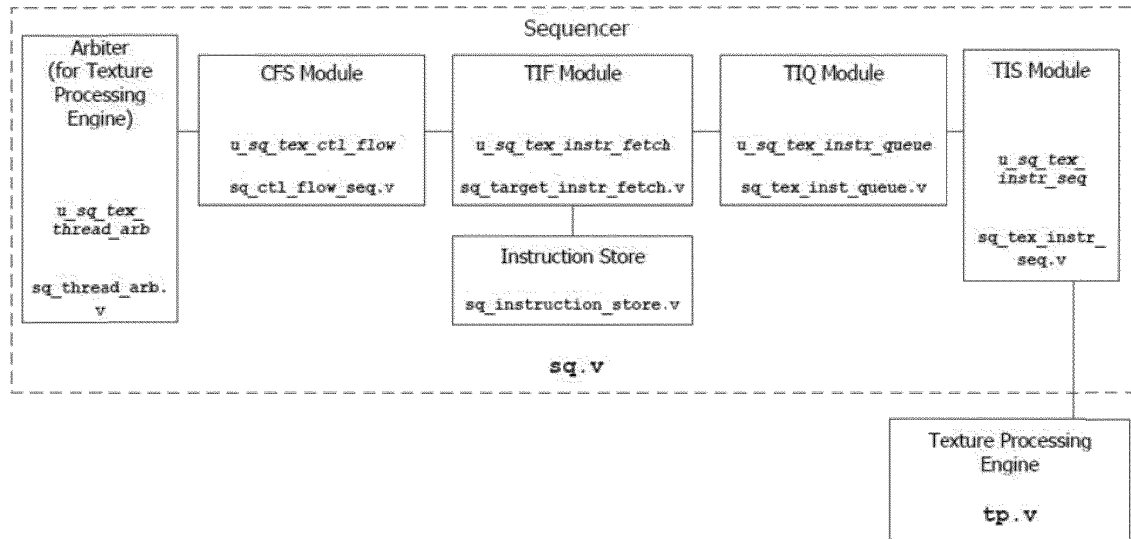 Sequencer
Arbiter
(for Texture
Processing
Engine)
u_sq_tex_
thread_arb
sq_thread_arb.
v
CFS Module
u_sq_tex_ctl_flow
sq_ctl_flow_seq.v
TIF Module
u_sq_tex_instr_fetch
sq_target_instr_fetch.v
Instruction Store
sq_instruction_store.v
TIQ Module
u_sq_tex_instr_queue
sq_tex_inst_queue.v
TIS Module
u_sq_tex_
instr_seq
sq_tex_instr_
seq.v
sq.v
Texture Processing
Engine
tp.v